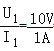 U₁/I₁ = 10V/1A